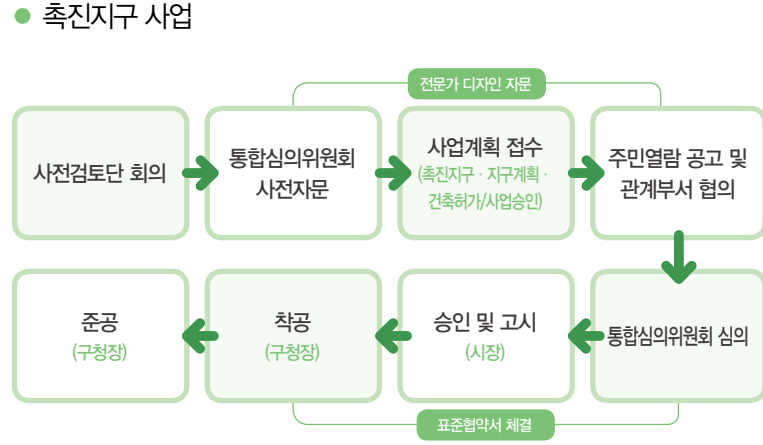 촉진지구 사업
전문가 디자인 자문
사전검토단 회의
통합심의위원회
사전자문
사업계획 접수
(촉진지구 · 지구계획 ·
건축허가/사업승인)
주민열람 공고 및
관계부서 협의
통합심의위원회 심의
승인 및 고시
(시장)
착공
(구청장)
준공
(구청장)
표준협약서 체결